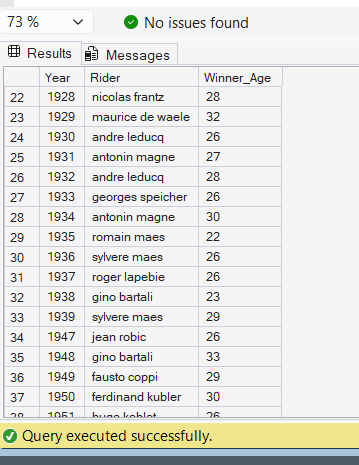 73 %
No issues found
Results
Messages
Year Rider Winner_Age
22 1928 nicolas frantz 28
23 1929 maurice de waele 32
24 1930 andre leducq 26
25 1931 antonin magne 27
26 1932 andre leducq 28
27 1933 georges speicher 26
28 1934 antonin magne 30
29 1935 romain maes 22
30 1936 sylvere maes 26
31 1937 roger lapebie 26
32 1938 gino bartali 23
33 1939 sylvere maes 29
34 1947 jean robic 26
35 1948 gino bartali 33
36 1949 fausto coppi 29
37 1950 ferdinand kubler 30
38 1951 hugo koblet 26
Query executed successfully.